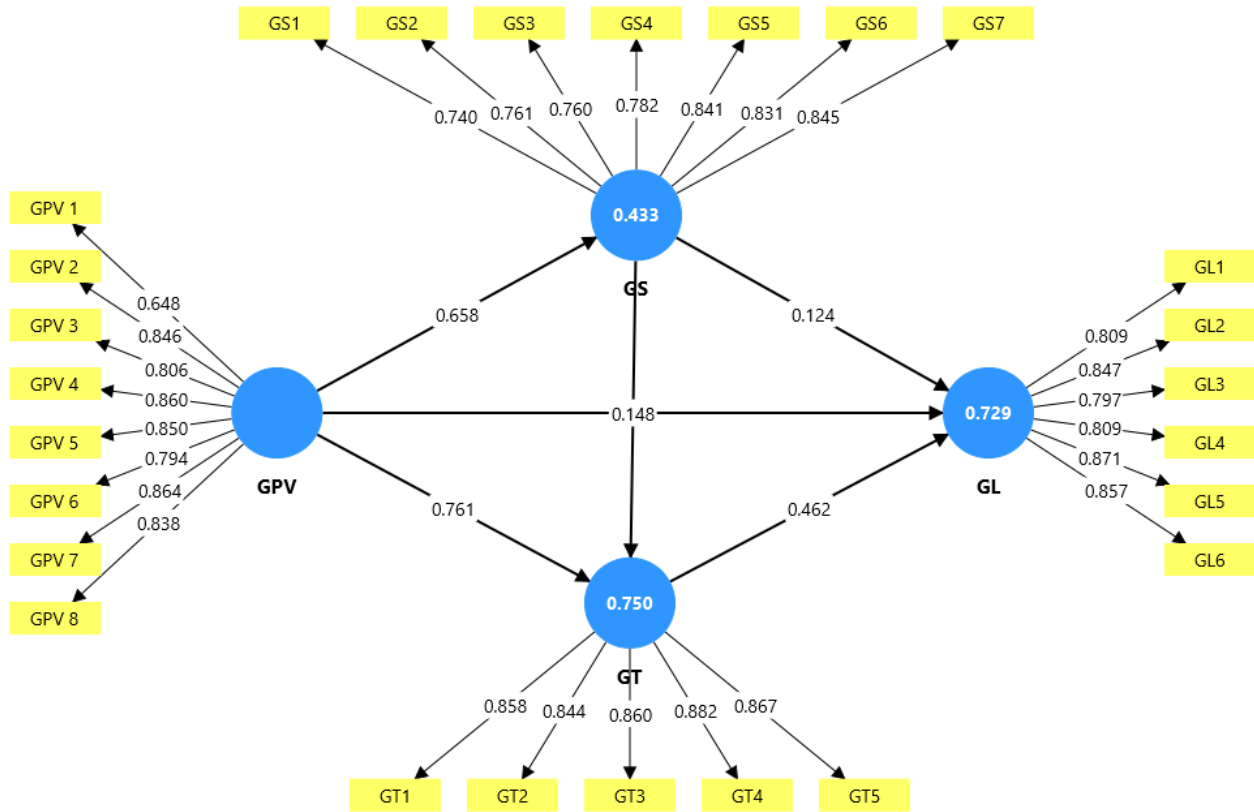 GS1 GS2 GS3 GS4 GS5 GS6 GS7
0.740 0.761 0.760 0.782 0.841 0.831 0.845
0.433
GS
GPV 1
GPV 2
GPV 3
GPV 4
GPV 5
GPV 6
GPV 7
GPV 8
0.648
0.846
0.806
0.860
0.850
0.794
0.864
0.838
GPV
0.658
0.124
0.148
0.761
0.462
0.729
GL
0.809
0.847
0.797
0.809
0.871
0.857
GL1
GL2
GL3
GL4
GL5
GL6
0.750
GT
0.858 0.844 0.860 0.882 0.867
GT1 GT2 GT3 GT4 GT5